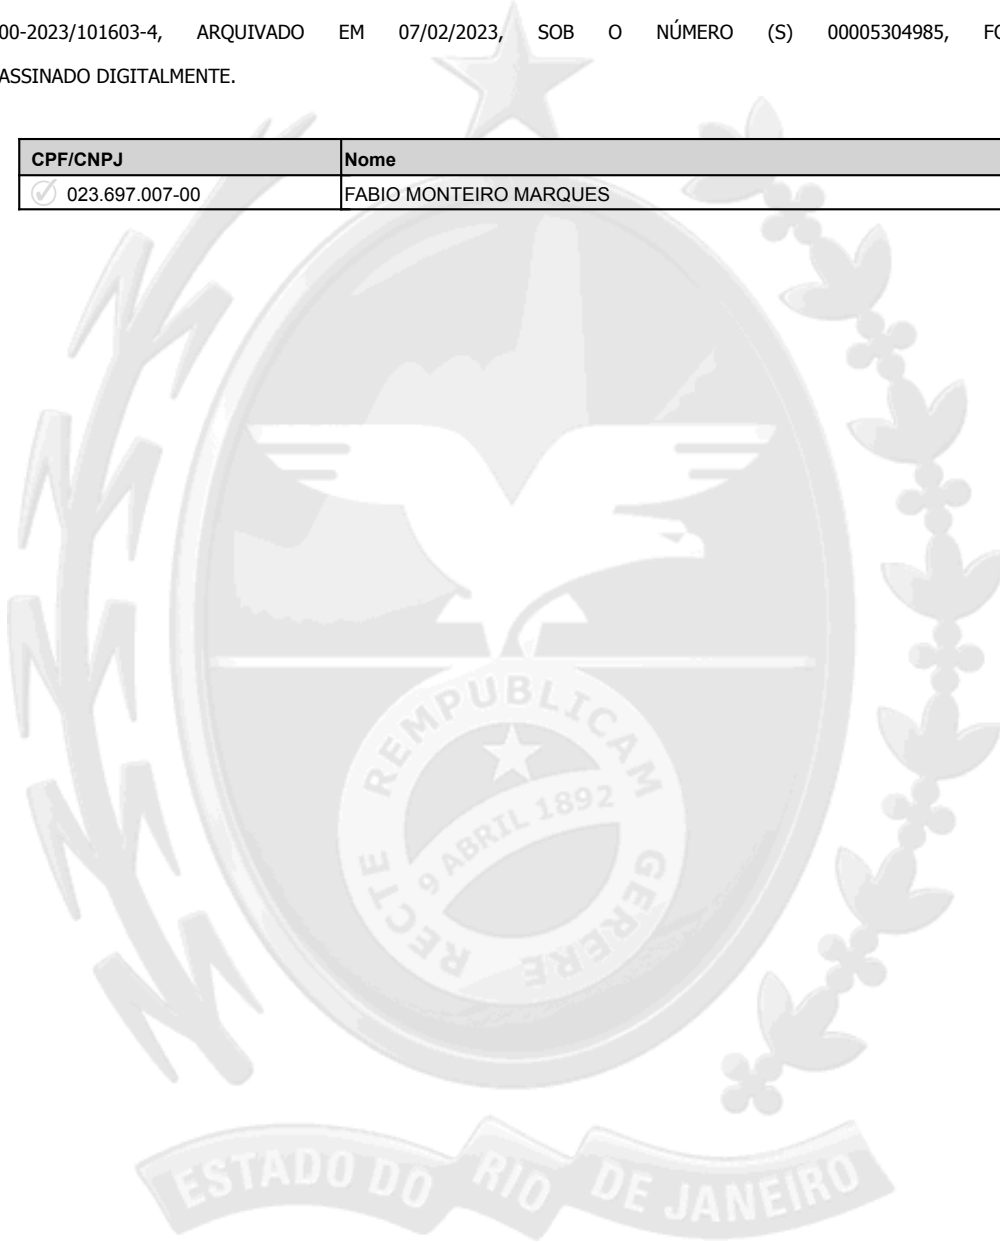 00-2023/101603-4, ARQUIVADO EM 07/02/2023, SOB O NÚMERO (S) 00005304985, FO
ASSINADO DIGITALMENTE.
CPF/CNPJ Nome
023.697.007-00 FABIO MONTEIRO MARQUES
RECTE REMPUBLICAM GERERE
9 ABRIL 1892
ESTADO DO RIO DE JANEIRO